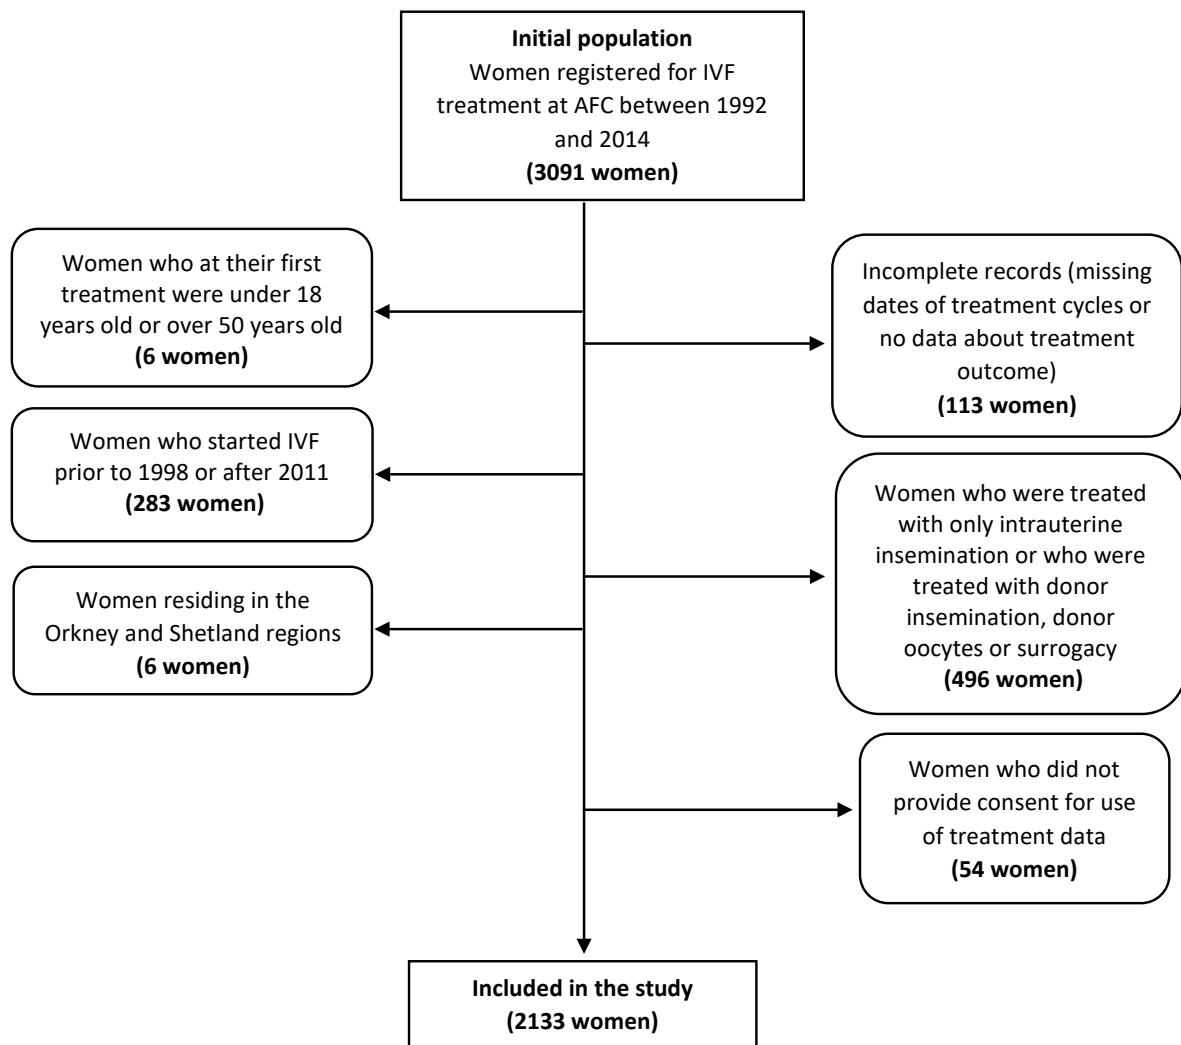 Initial population
Women registered for IVF
treatment at AFC between 1992
and 2014
(3091 women)
Women who at their first
treatment were under 18
years old or over 50 years old
(6 women)
Incomplete records (missing
dates of treatment cycles or
no data about treatment
outcome)
(113 women)
Women who started IVF
prior to 1998 or after 2011
(283 women)
Women who were treated
with only intrauterine
insemination or who were
treated with donor
insemination, donor
oocytes or surrogacy
(496 women)
Women residing in the
Orkney and Shetland regions
(6 women)
Women who did not
provide consent for use
of treatment data
(54 women)
Included in the study
(2133 women)